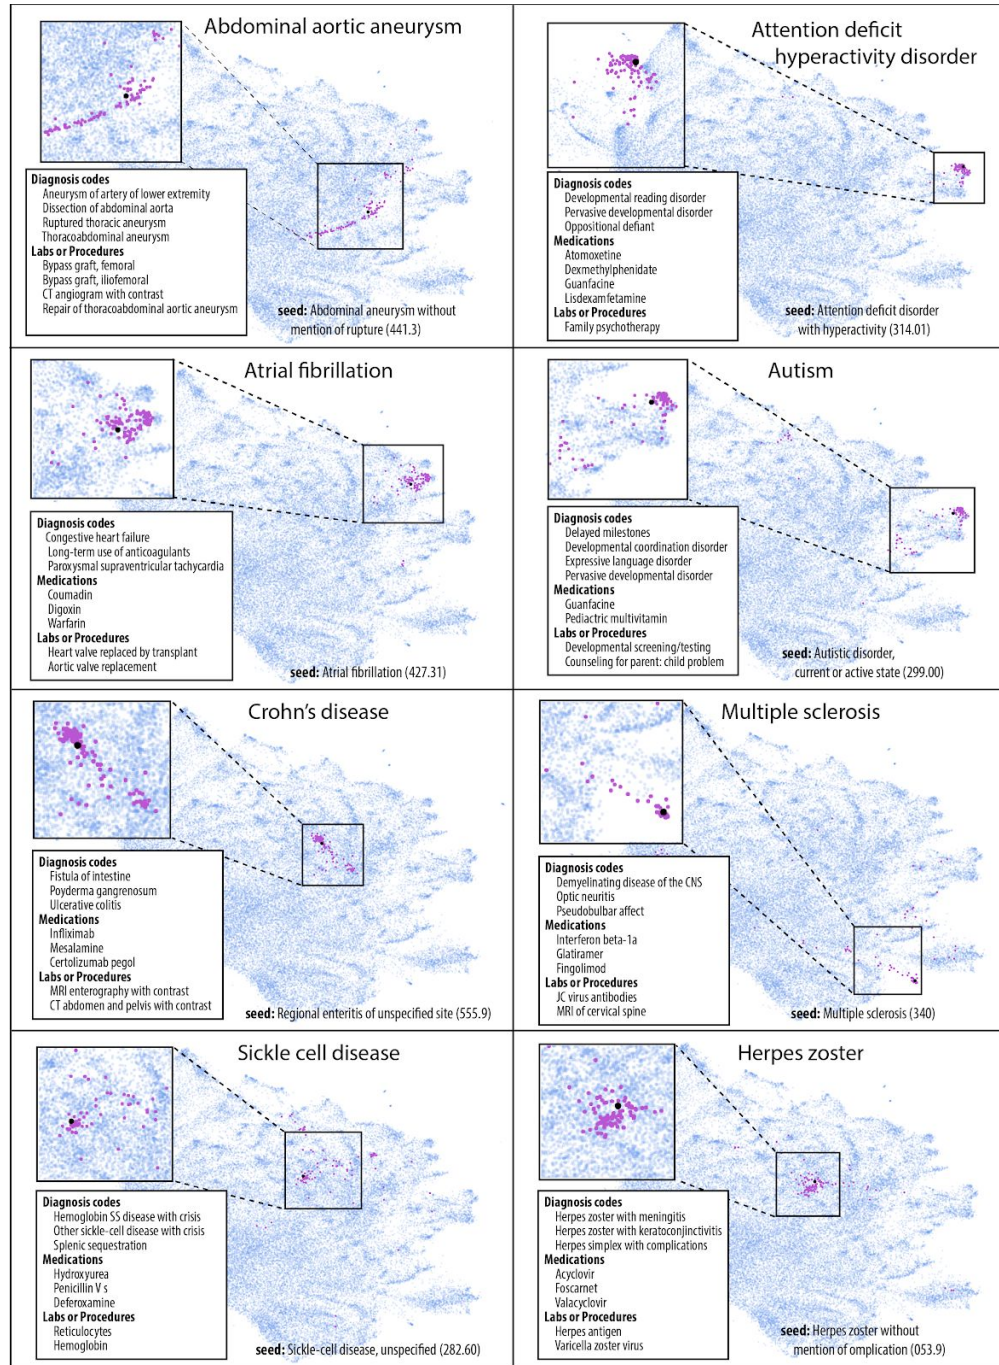 Abdominal aortic aneurysm
Diagnosis codes
Aneurysm of artery of lower extremity
Dissection of abdominal aorta
Ruptured thoracic aneurysm
Thoracoabdominal aneurysm
Labs or Procedures
Bypass graft, femoral
Bypass graft, iliofemoral
CT angiogram with contrast
Repair of thoracoabdominal aortic aneurysm
seed: Abdominal aneurysm without
mention of rupture (441.3)
Attention deficit
hyperactivity disorder
Diagnosis codes
Developmental reading disorder
Pervasive developmental disorder
Oppositional defiant
Medications
Atomoxetine
Dexmethylphenidate
Guanfacine
Lisdexamfetamine
Labs or Procedures
Family psychotherapy
seed: Attention deficit disorder
with hyperactivity (314.01)
Atrial fibrillation
Diagnosis codes
Congestive heart failure
Long-term use of anticoagulants
Paroxysmal supraventricular tachycardia
Medications
Coumadin
Digoxin
Warfarin
Labs or Procedures
Heart valve replaced by transplant
Aortic valve replacement
seed: Atrial fibrillation (427.31)
Autism
Diagnosis codes
Delayed milestones
Developmental coordination disorder
Expressive language disorder
Pervasive developmental disorder
Medications
Guanfacine
Pediactric multivitamin
Labs or Procedures
Developmental screening/testing
Counseling for parent: child problem
seed: Autistic disorder,
current or active state (299.00)
Crohn's disease
Diagnosis codes
Fistula of intestine
Poyderma gangrenosum
Ulcerative colitis
Medications
Infliximab
Mesalamine
Certolizumab pegol
Labs or Procedures
MRI enterography with contrast
CT abdomen and pelvis with contrast
seed: Regional enteritis of unspecified site (555.9)
Multiple sclerosis
Diagnosis codes
Demyelinating disease of the CNS
Optic neuritis
Pseudobulbar affect
Medications
Interferon beta-1a
Glatiramer
Fingolimod
Labs or Procedures
JC virus antibodies
MRI of cervical spine
seed: Multiple sclerosis (340)
Sickle cell disease
Diagnosis codes
Hemoglobin SS disease with crisis
Other sickle-cell disease with crisis
Splenic sequestration
Medications
Hydroxyurea
Penicillin V s
Deferoxamine
Labs or Procedures
Reticulocytes
Hemoglobin
seed: Sickle-cell disease, unspecified (282.60)
Herpes zoster
Diagnosis codes
Herpes zoster with meningitis
Herpes zoster with keratoconjinctivitis
Herpes simplex with complications
Medications
Acyclovir
Foscarnet
Valacyclovir
Labs or Procedures
Herpes antigen
Varicella zoster virus
seed: Herpes zoster without
mention of omplication (053.9)